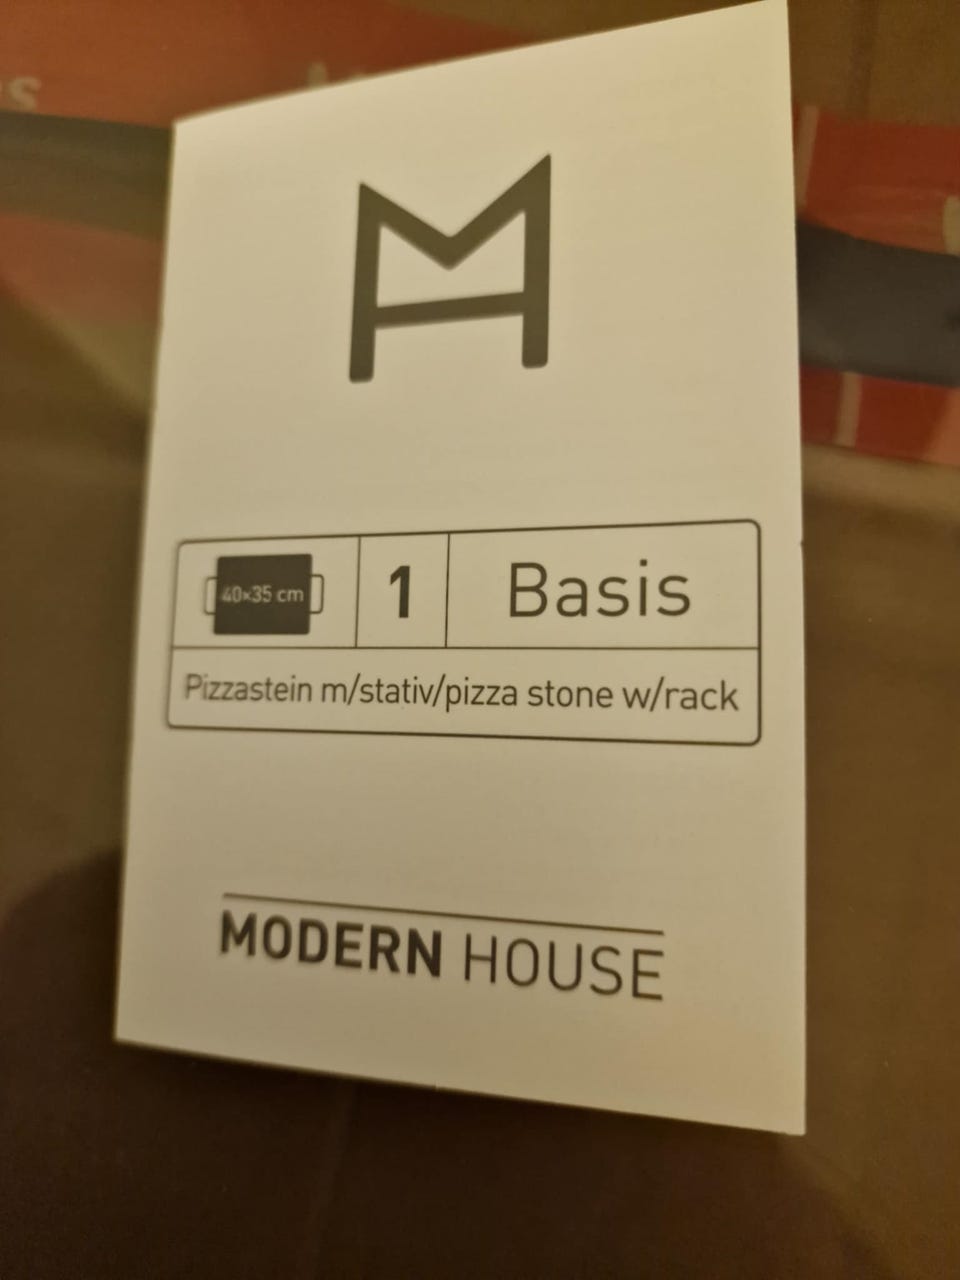 40×35 cm
1
Basis
Pizzastein m/stativ/pizza stone w/rack
MODERN HOUSE